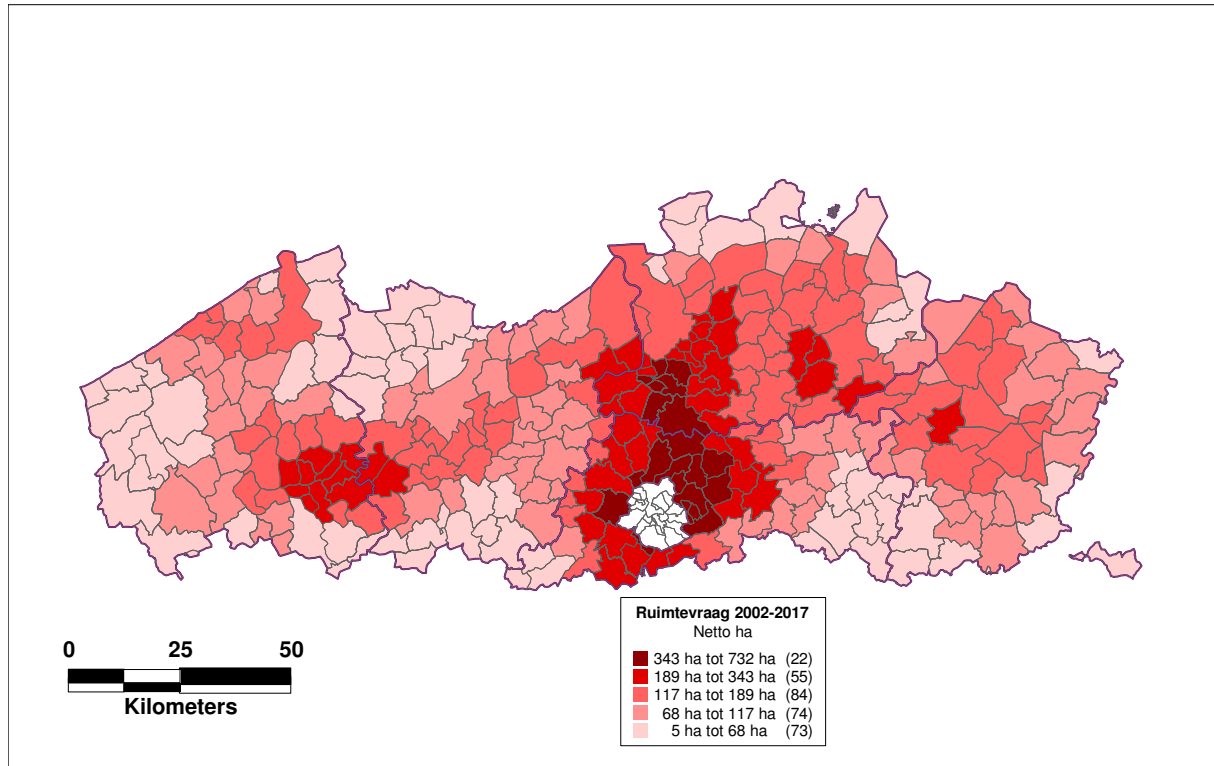 0 25 50
Kilometers
Ruimtevraag 2002-2017
Netto ha
343 ha tot 732 ha (22)
189 ha tot 343 ha (55)
117 ha tot 189 ha (84)
68 ha tot 117 ha (74)
5 ha tot 68 ha (73)